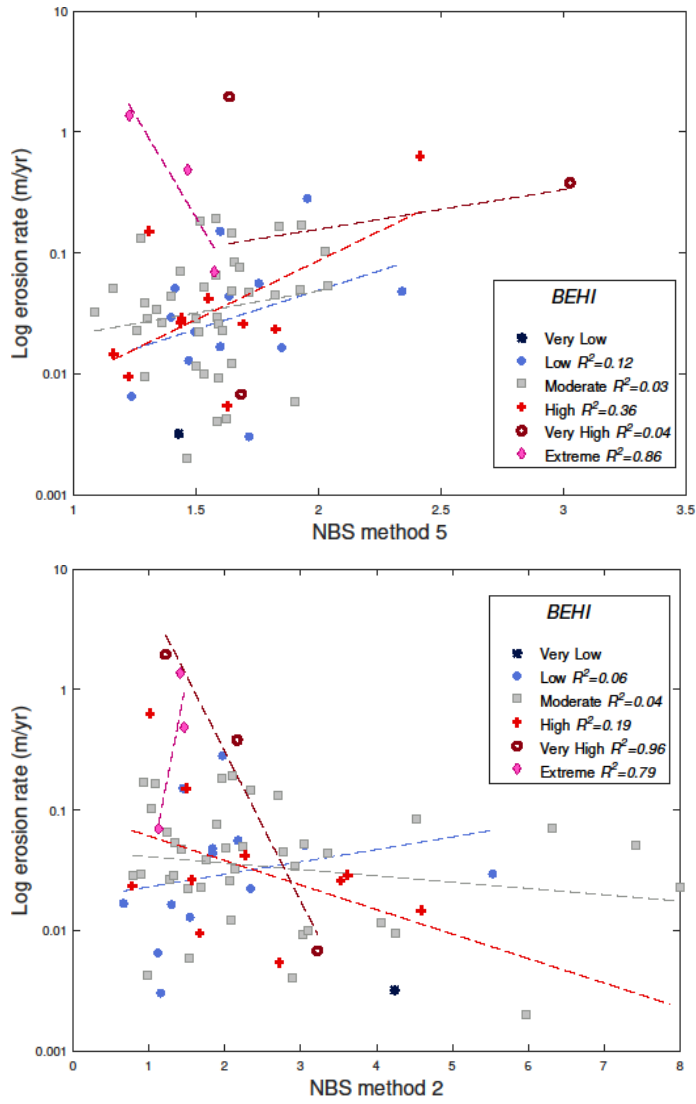 10
1
0.1
0.01
0.001
Log erosion rate (m/yr)
1
1.5
2
2.5
3
3.5
NBS method 5
BEHI
Very Low
Low R²=0.12
Moderate R²=0.03
High R²=0.36
Very High R²=0.04
Extreme R²=0.86
10
1
0.1
0.01
0.001
Log erosion rate (m/yr)
0
1
2
3
4
5
6
7
8
NBS method 2
BEHI
Very Low
Low R²=0.06
Moderate R²=0.04
High R²=0.19
Very High R²=0.96
Extreme R²=0.79